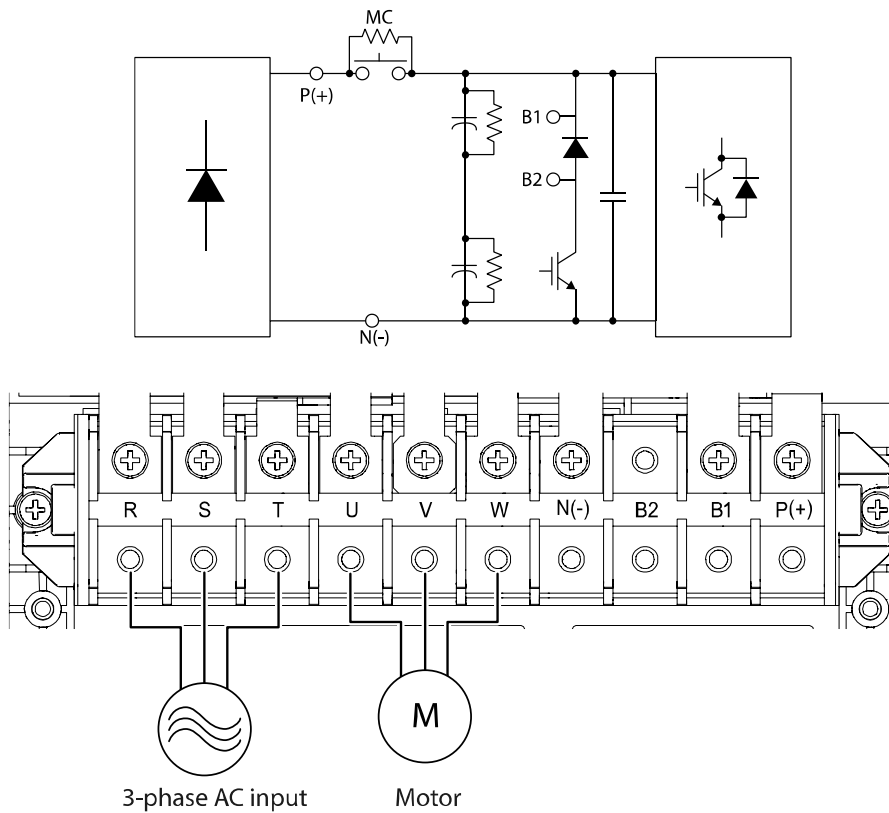 MC
P(+)
B1
B2
N(-)
R S T U V W N(-) B2 B1 P(+)
M
3-phase AC input Motor